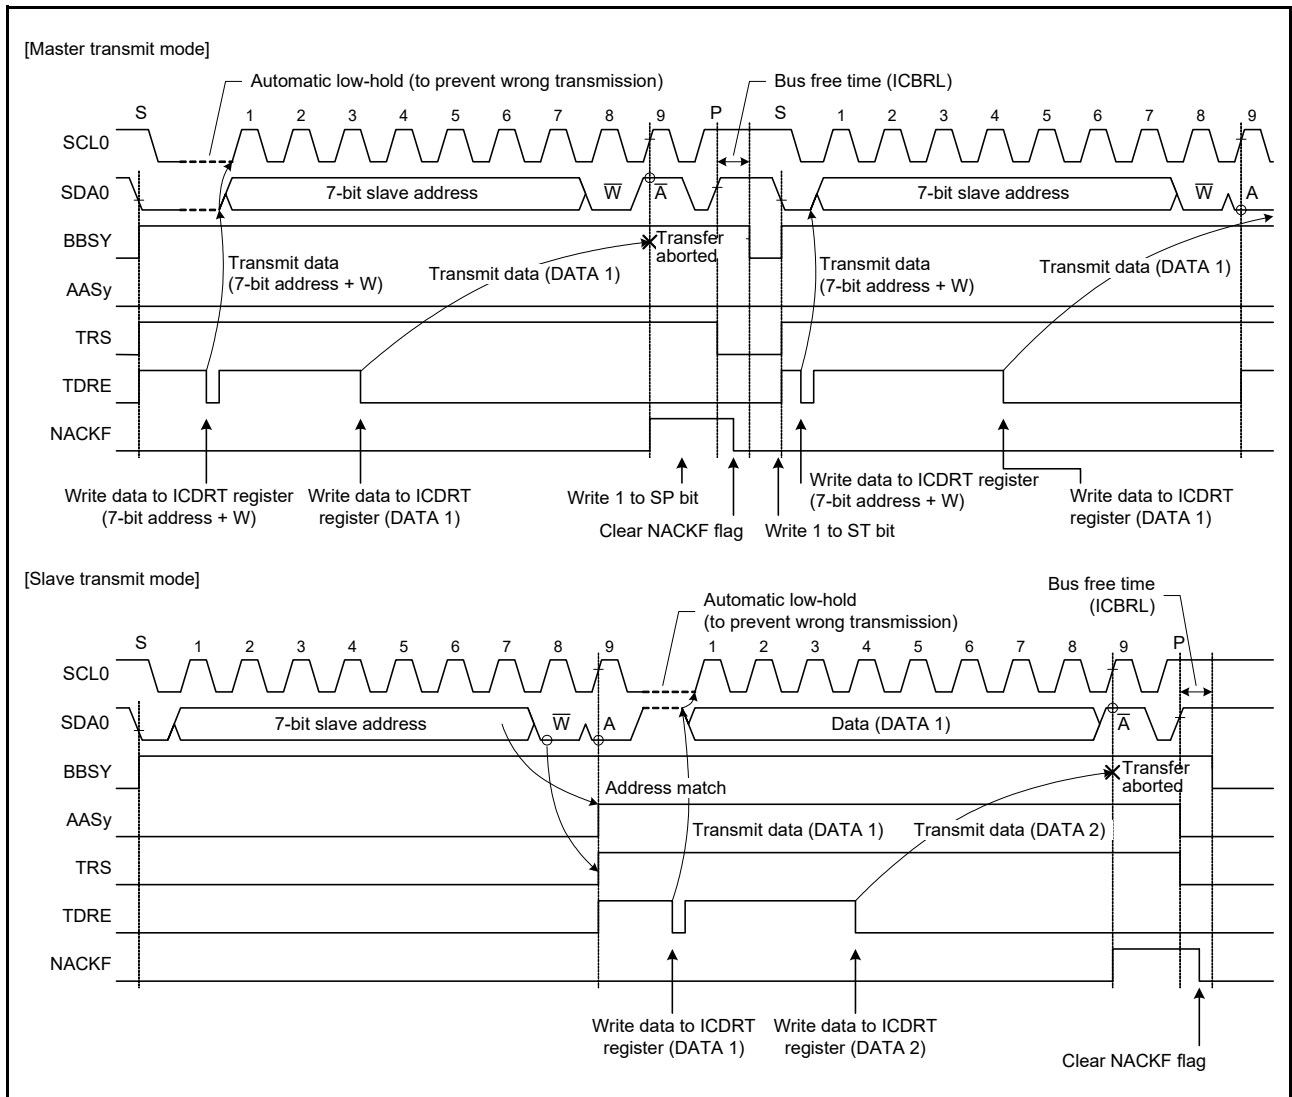 [Master transmit mode]
Automatic low-hold (to prevent wrong transmission)
Bus free time (ICBRL)
S 1 2 3 4 5 6 7 8 9 P S 1 2 3 4 5 6 7 8 9
SCL0
SDA0 7-bit slave address W̅ A̅ 7-bit slave address W̅ A
BBSY
Transfer
aborted
Transmit data
(7-bit address + W)
Transmit data (DATA 1)
Transmit data
(7-bit address + W)
Transmit data (DATA 1)
AASy
TRS
TDRE
NACKF
Write data to ICDRT register
(7-bit address + W)
Write data to ICDRT
register (DATA 1)
Write 1 to SP bit
Clear NACKF flag
Write 1 to ST bit
Write data to ICDRT register
(7-bit address + W)
Write data to ICDRT
register (DATA 1)
[Slave transmit mode]
Automatic low-hold
(to prevent wrong transmission)
Bus free time
(ICBRL)
S 1 2 3 4 5 6 7 8 9 1 2 3 4 5 6 7 8 9 P
SCL0
SDA0 7-bit slave address W̅ A Data (DATA 1) A̅
BBSY
Transfer
aborted
Address match
AASy
Transmit data (DATA 1)
Transmit data (DATA 2)
TRS
TDRE
NACKF
Write data to ICDRT
register (DATA 1)
Write data to ICDRT
register (DATA 2)
Clear NACKF flag